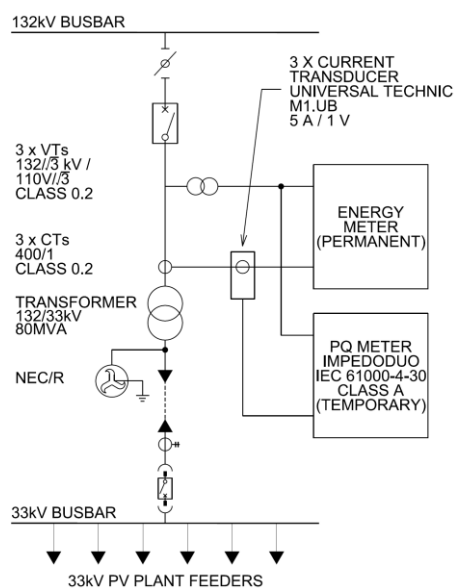 132kV BUSBAR
3 X CURRENT
TRANSDUCER
UNIVERSAL TECHNIC
M1.UB
5 A / 1 V
3 x VTs
132/√3 kV /
110V/√3
CLASS 0.2
ENERGY
METER
(PERMANENT)
3 x CTs
400/1
CLASS 0.2
TRANSFORMER
132/33kV
80MVA
PQ METER
IMPEDODUO
IEC 61000-4-30
CLASS A
(TEMPORARY)
NEC/R
33kV BUSBAR
33kV PV PLANT FEEDERS